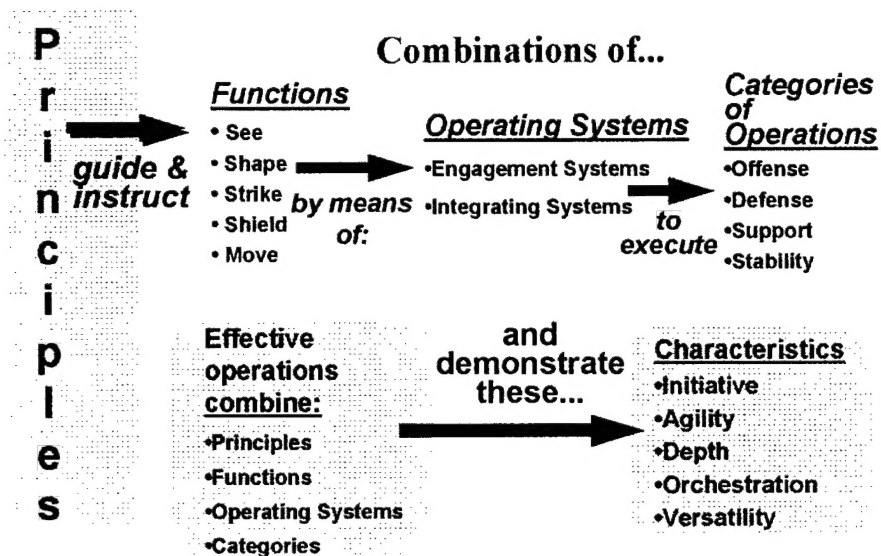 Principles
Combinations of...
guide &
instruct
Functions
• See
• Shape
• Strike
• Shield
• Move
by means
of:
Operating Systems
•Engagement Systems
•Integrating Systems
to
execute
Categories
of
Operations
•Offense
•Defense
•Support
•Stability
Effective
operations
combine:
•Principles
•Functions
•Operating Systems
•Categories
and
demonstrate
these...
Characteristics
•Initiative
•Agility
•Depth
•Orchestration
•Versatility